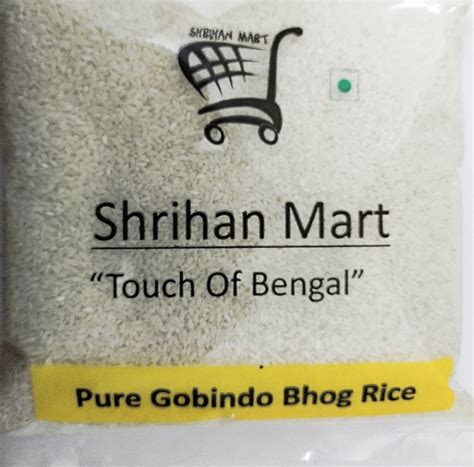 SHRIHAN MART
Shrihan Mart
“Touch Of Bengal”
Pure Gobindo Bhog Rice